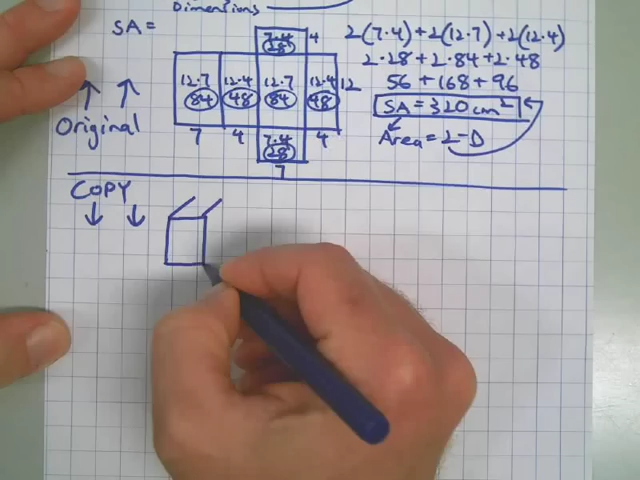 Dimensions
SA =
7.4 4
28
12.7 12.4 12.7 12.4 12
84 48 84 48
7 4 7.4 4
28
7
Original
2(7.4)+2(12.7)+2(12.4)
2.28+2.84+2.48
56 +168+ 96
SA = 320 cm²
Area = 2-D
COPY